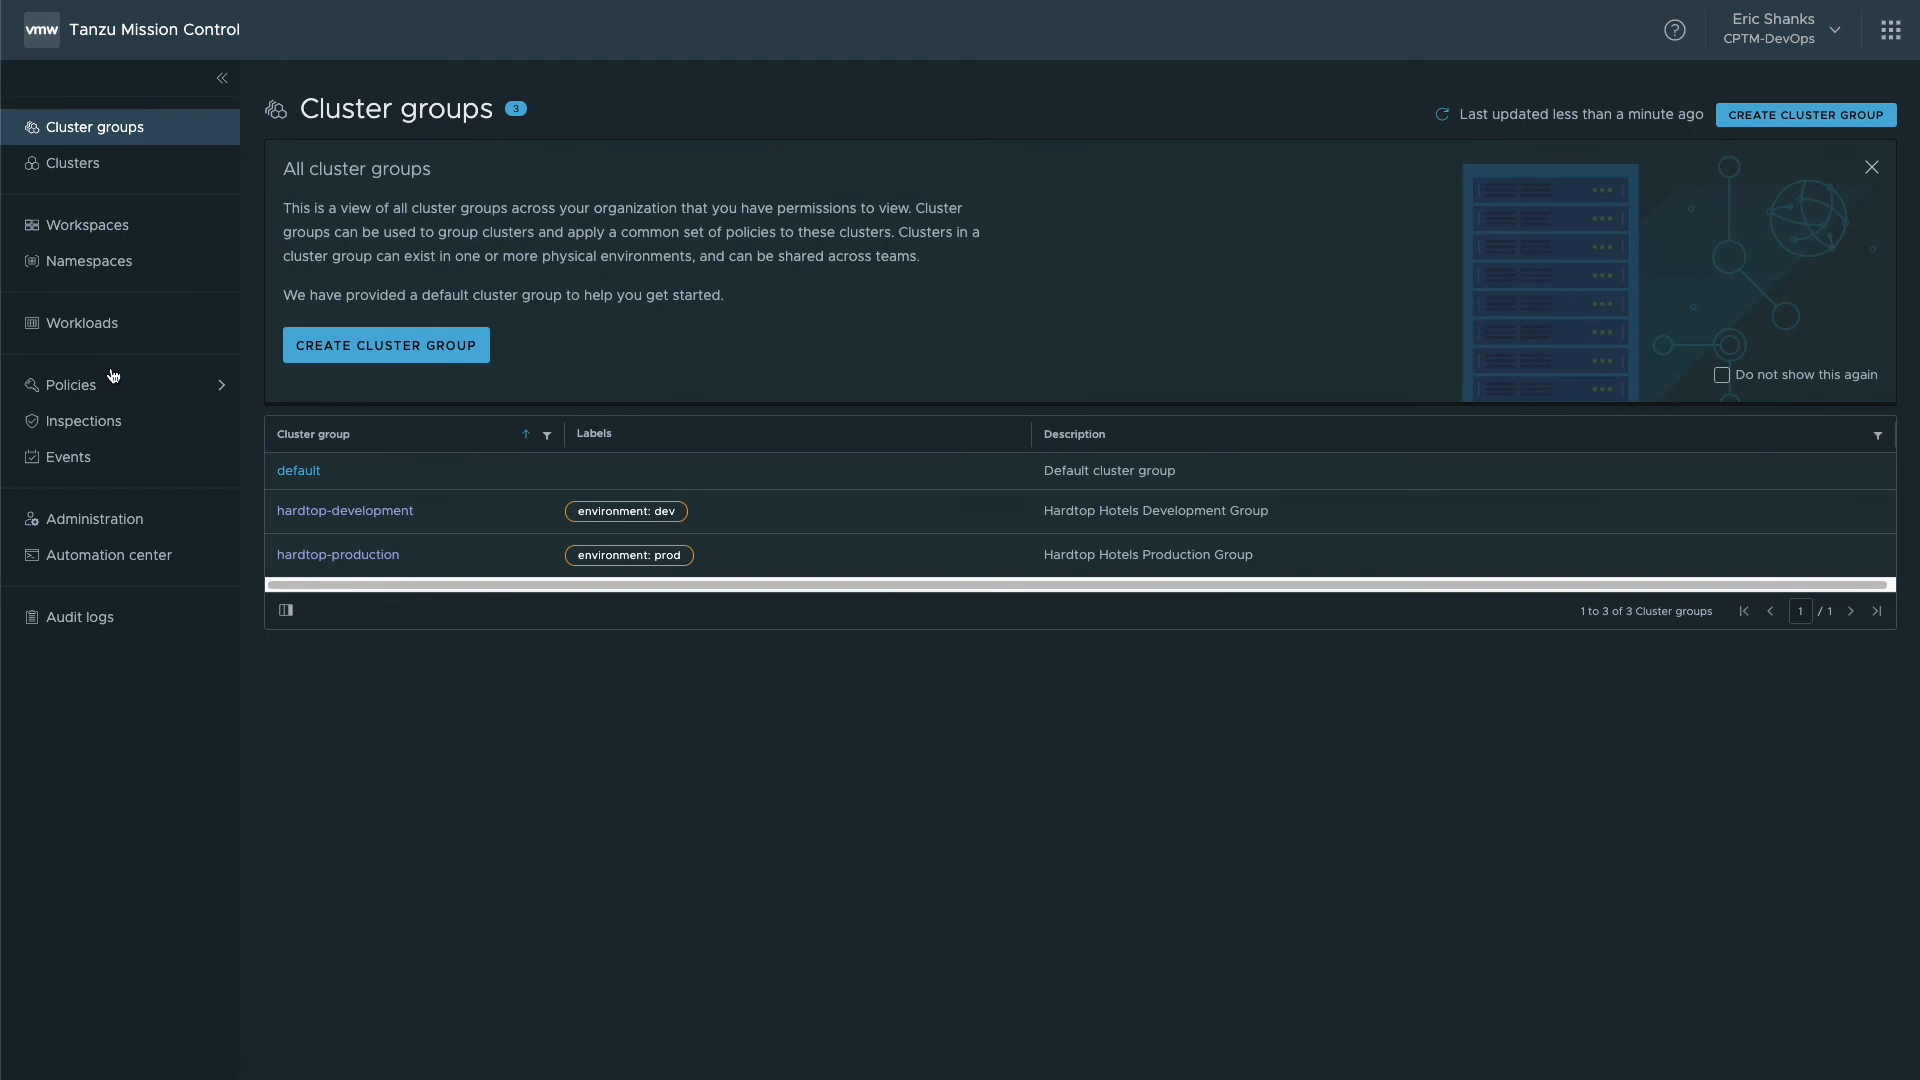 vmw Tanzu Mission Control
Eric Shanks
CPTM-DevOps
Cluster groups
Clusters
Workspaces
Namespaces
Workloads
Policies
Inspections
Events
Administration
Automation center
Audit logs
Cluster groups 3
Last updated less than a minute ago
CREATE CLUSTER GROUP
All cluster groups
This is a view of all cluster groups across your organization that you have permissions to view. Cluster
groups can be used to group clusters and apply a common set of policies to these clusters. Clusters in a
cluster group can exist in one or more physical environments, and can be shared across teams.
We have provided a default cluster group to help you get started.
CREATE CLUSTER GROUP
Do not show this again
Cluster group Labels Description
default Default cluster group
hardtop-development environment: dev Hardtop Hotels Development Group
hardtop-production environment: prod Hardtop Hotels Production Group
1 to 3 of 3 Cluster groups 1 / 1